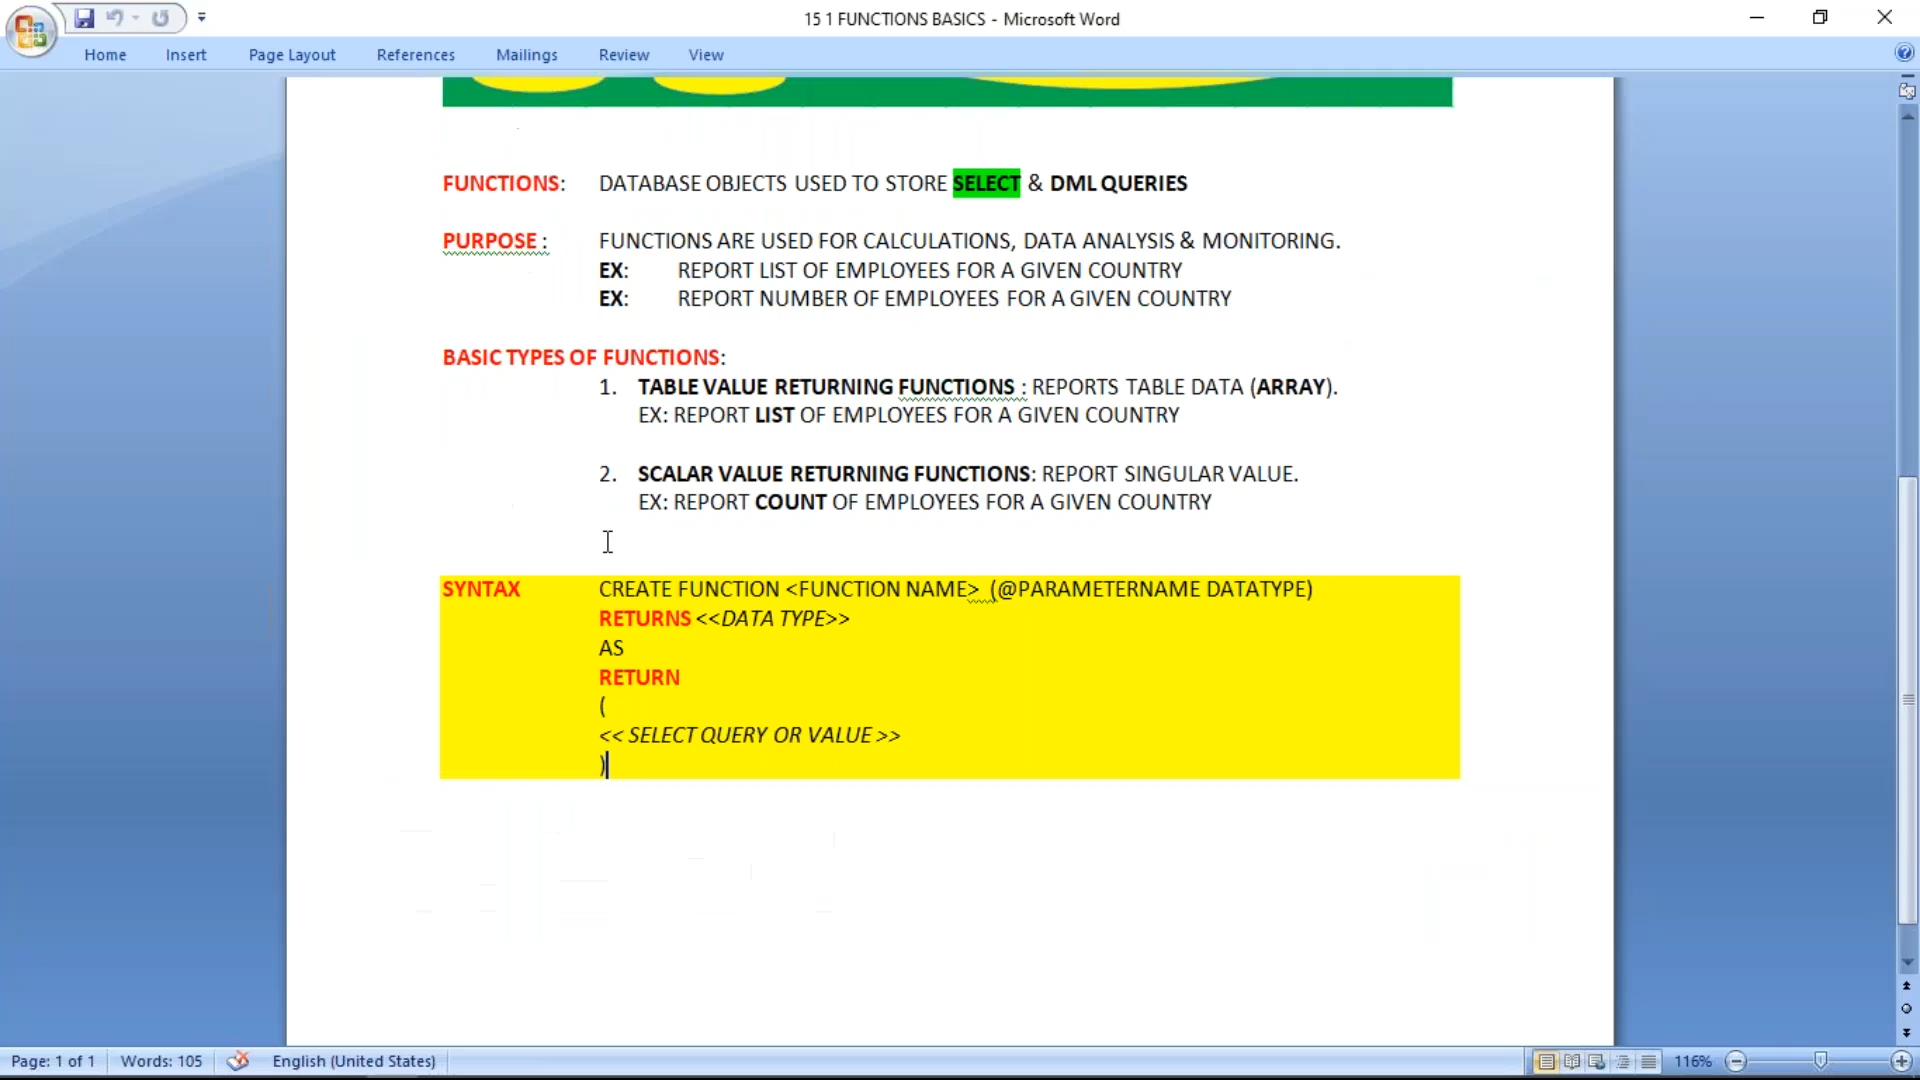 15 1 FUNCTIONS BASICS - Microsoft Word
Home Insert Page Layout References Mailings Review View
FUNCTIONS: DATABASE OBJECTS USED TO STORE SELECT & DML QUERIES
PURPOSE : FUNCTIONS ARE USED FOR CALCULATIONS, DATA ANALYSIS & MONITORING.
EX: REPORT LIST OF EMPLOYEES FOR A GIVEN COUNTRY
EX: REPORT NUMBER OF EMPLOYEES FOR A GIVEN COUNTRY
BASIC TYPES OF FUNCTIONS:
1. TABLE VALUE RETURNING FUNCTIONS : REPORTS TABLE DATA (ARRAY).
EX: REPORT LIST OF EMPLOYEES FOR A GIVEN COUNTRY
2. SCALAR VALUE RETURNING FUNCTIONS: REPORT SINGULAR VALUE.
EX: REPORT COUNT OF EMPLOYEES FOR A GIVEN COUNTRY
SYNTAX CREATE FUNCTION <FUNCTION NAME> (@PARAMETERNAME DATATYPE)
RETURNS <<DATA TYPE>>
AS
RETURN
(
<< SELECT QUERY OR VALUE >>
)
Page: 1 of 1 Words: 105 English (United States) 116%